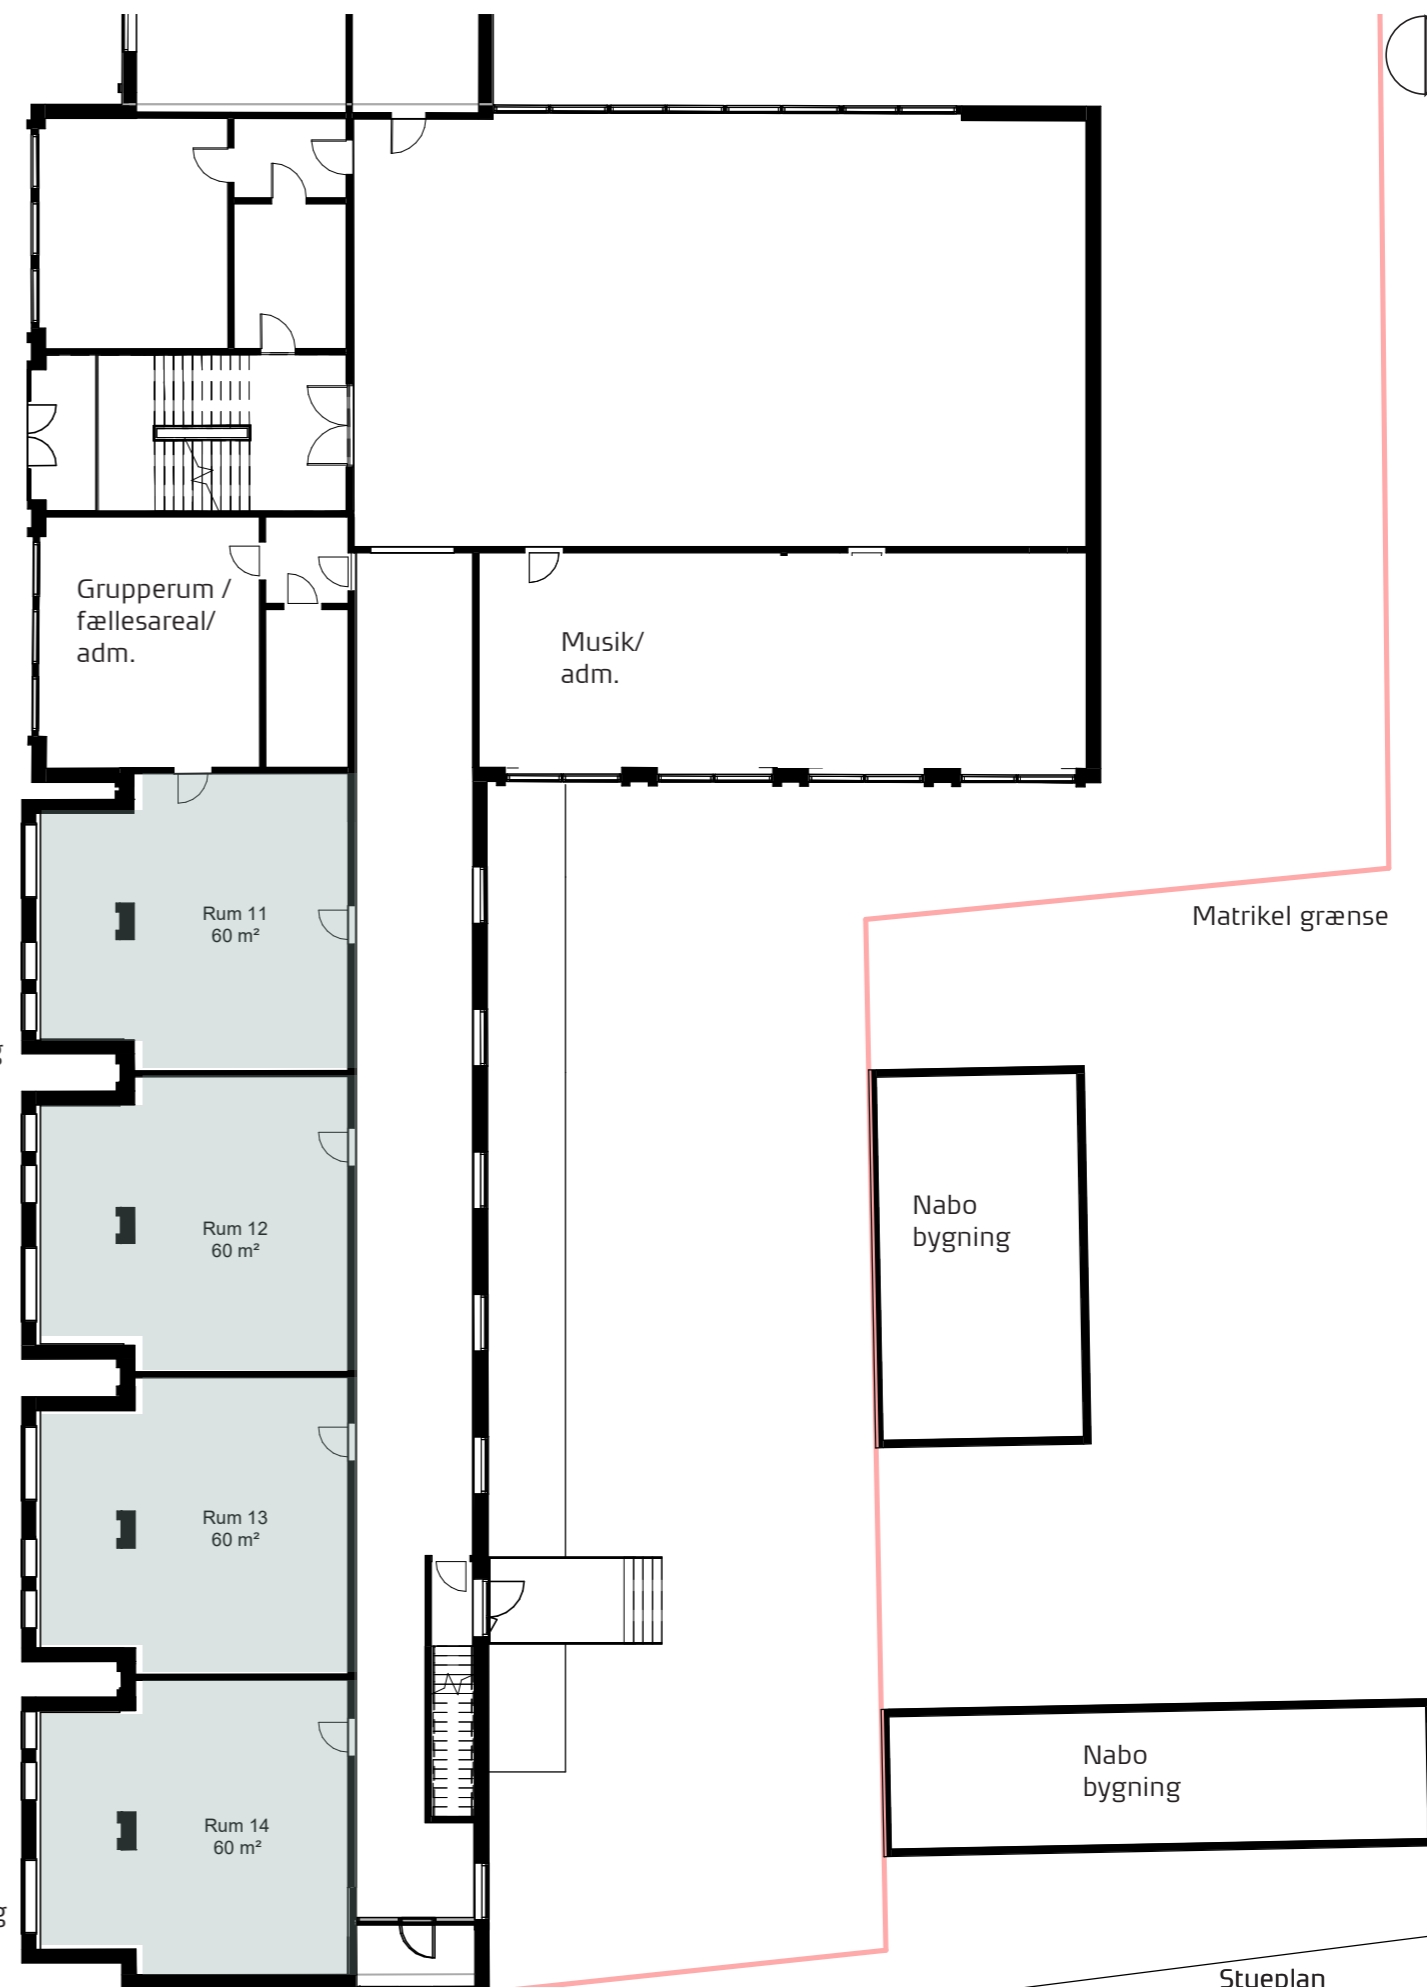 Grupperum /
fællesareal/
adm.
Musik/
adm.
Rum 11
60 m²
Matrikel grænse
g
Rum 12
60 m²
Nabo
bygning
Rum 13
60 m²
Nabo
bygning
Rum 14
60 m²
g
Stueplan